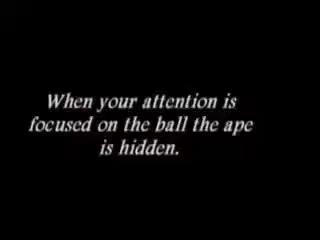 When your attention is
focused on the ball the ape
is hidden.